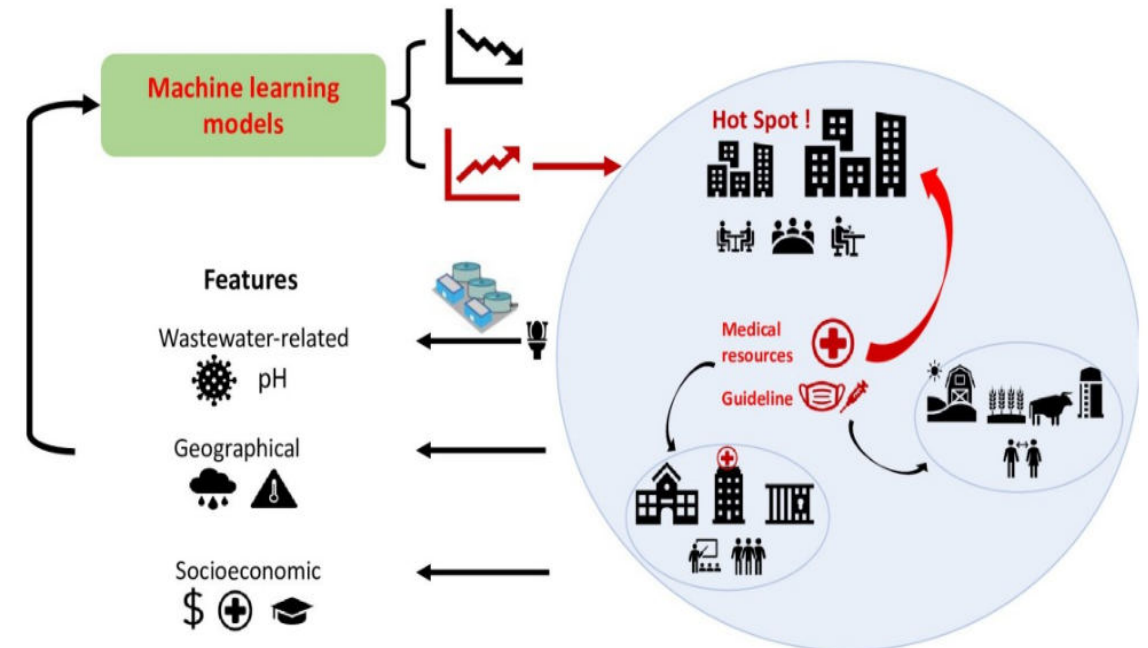 Machine learning
models
Hot Spot !
Features
Wastewater-related
pH
Geographical
Socioeconomic
$
Medical
resources
Guideline